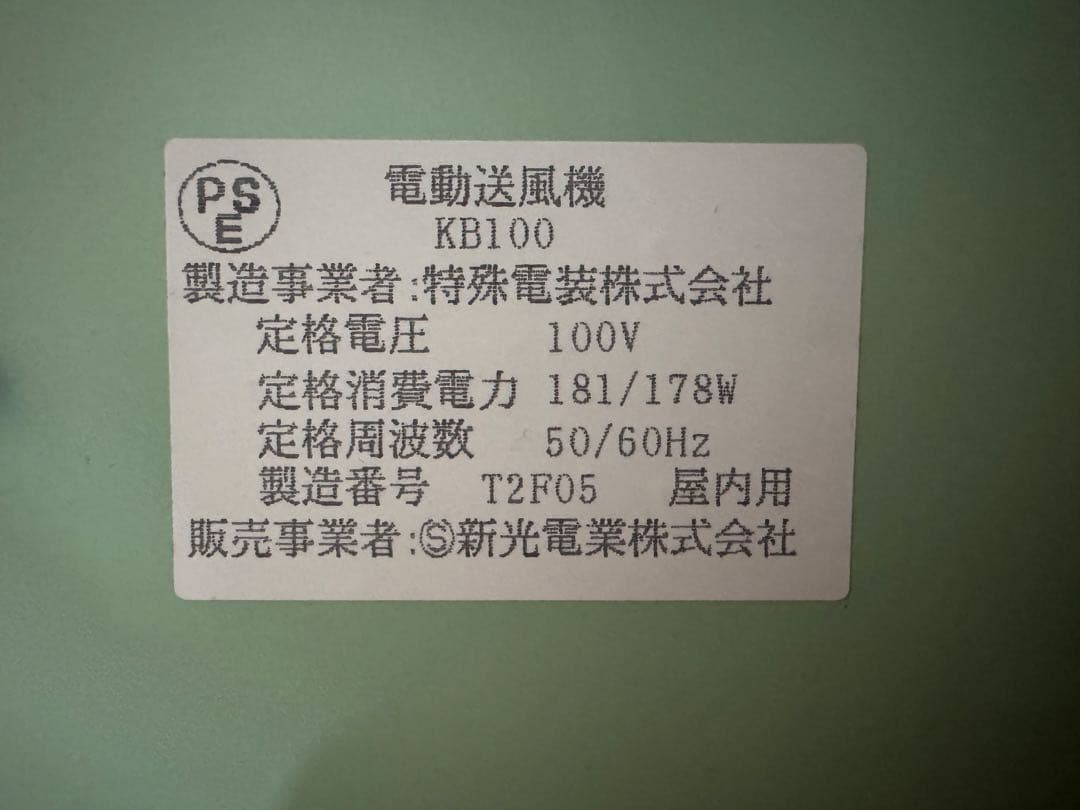 PSE
電動送風機
KB100
製造事業者:特殊電装株式会社
定格電圧 100V
定格消費電力 181/178W
定格周波数 50/60Hz
製造番号 T2F05 屋内用
販売事業者:Ⓢ新光電業株式会社